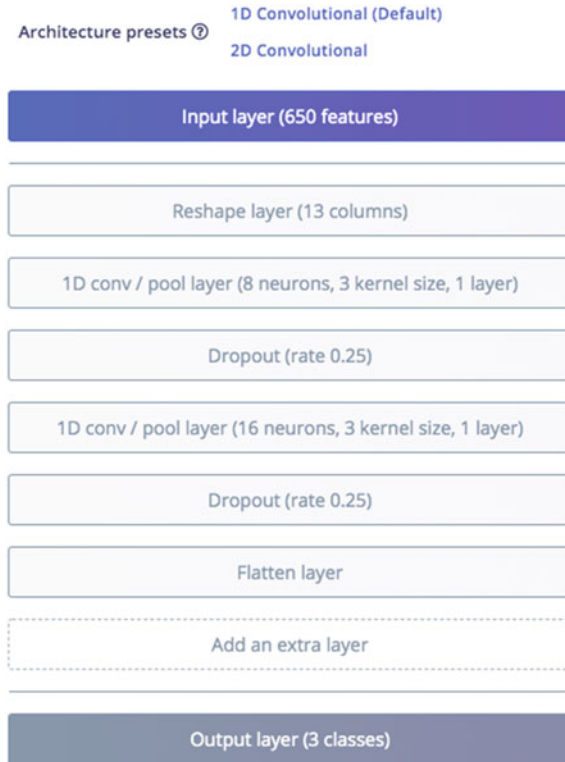 Architecture presets ?
1D Convolutional (Default)
2D Convolutional
Input layer (650 features)
Reshape layer (13 columns)
1D conv / pool layer (8 neurons, 3 kernel size, 1 layer)
Dropout (rate 0.25)
1D conv / pool layer (16 neurons, 3 kernel size, 1 layer)
Dropout (rate 0.25)
Flatten layer
Add an extra layer
Output layer (3 classes)